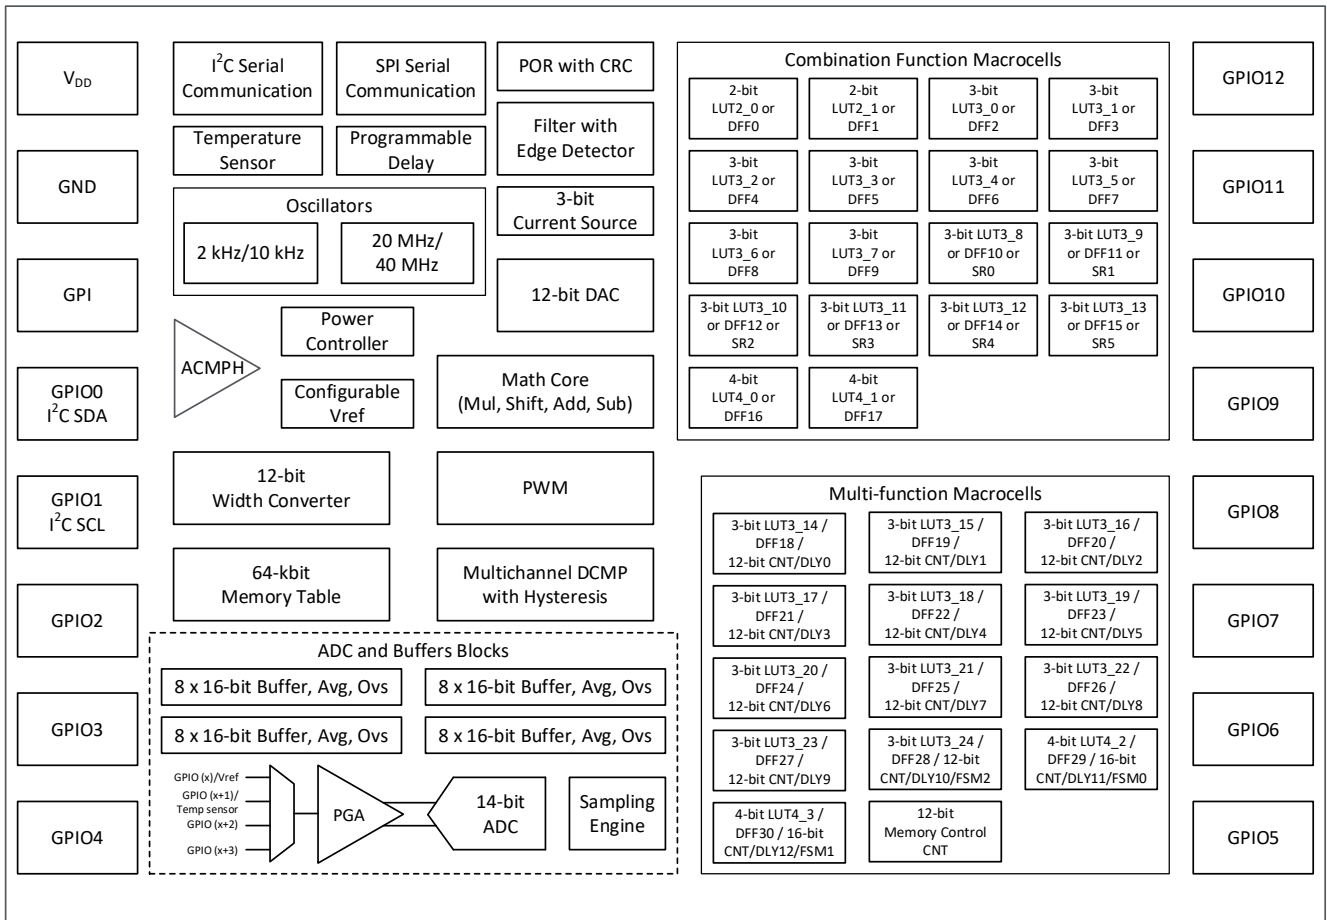 V_DD
GND
GPI
GPIO0
I²C SDA
GPIO1
I²C SCL
GPIO2
GPIO3
GPIO4
I²C Serial
Communication
SPI Serial
Communication
POR with CRC
Temperature
Sensor
Programmable
Delay
Filter with
Edge Detector
Oscillators
2 kHz/10 kHz
20 MHz/
40 MHz
3-bit
Current Source
12-bit DAC
ACMPH
Power
Controller
Configurable
Vref
Math Core
(Mul, Shift, Add, Sub)
12-bit
Width Converter
PWM
64-kbit
Memory Table
Multichannel DCMP
with Hysteresis
ADC and Buffers Blocks
8 x 16-bit Buffer, Avg, Ovs
8 x 16-bit Buffer, Avg, Ovs
8 x 16-bit Buffer, Avg, Ovs
8 x 16-bit Buffer, Avg, Ovs
GPIO (x)/Vref
GPIO (x+1)/
Temp sensor
GPIO (x+2)
GPIO (x+3)
PGA
14-bit
ADC
Sampling
Engine
Combination Function Macrocells
2-bit
LUT2_0 or
DFF0
2-bit
LUT2_1 or
DFF1
3-bit
LUT3_0 or
DFF2
3-bit
LUT3_1 or
DFF3
3-bit
LUT3_2 or
DFF4
3-bit
LUT3_3 or
DFF5
3-bit
LUT3_4 or
DFF6
3-bit
LUT3_5 or
DFF7
3-bit
LUT3_6 or
DFF8
3-bit
LUT3_7 or
DFF9
3-bit LUT3_8
or DFF10 or
SR0
3-bit LUT3_9
or DFF11 or
SR1
3-bit LUT3_10
or DFF12 or
SR2
3-bit LUT3_11
or DFF13 or
SR3
3-bit LUT3_12
or DFF14 or
SR4
3-bit LUT3_13
or DFF15 or
SR5
4-bit
LUT4_0 or
DFF16
4-bit
LUT4_1 or
DFF17
Multi-function Macrocells
3-bit LUT3_14 /
DFF18 /
12-bit CNT/DLY0
3-bit LUT3_15 /
DFF19 /
12-bit CNT/DLY1
3-bit LUT3_16 /
DFF20 /
12-bit CNT/DLY2
3-bit LUT3_17 /
DFF21 /
12-bit CNT/DLY3
3-bit LUT3_18 /
DFF22 /
12-bit CNT/DLY4
3-bit LUT3_19 /
DFF23 /
12-bit CNT/DLY5
3-bit LUT3_20 /
DFF24 /
12-bit CNT/DLY6
3-bit LUT3_21 /
DFF25 /
12-bit CNT/DLY7
3-bit LUT3_22 /
DFF26 /
12-bit CNT/DLY8
3-bit LUT3_23 /
DFF27 /
12-bit CNT/DLY9
3-bit LUT3_24 /
DFF28 / 12-bit
CNT/DLY10/FSM2
4-bit LUT4_2 /
DFF29 / 16-bit
CNT/DLY11/FSM0
4-bit LUT4_3 /
DFF30 / 16-bit
CNT/DLY12/FSM1
12-bit
Memory Control
CNT
GPIO12
GPIO11
GPIO10
GPIO9
GPIO8
GPIO7
GPIO6
GPIO5